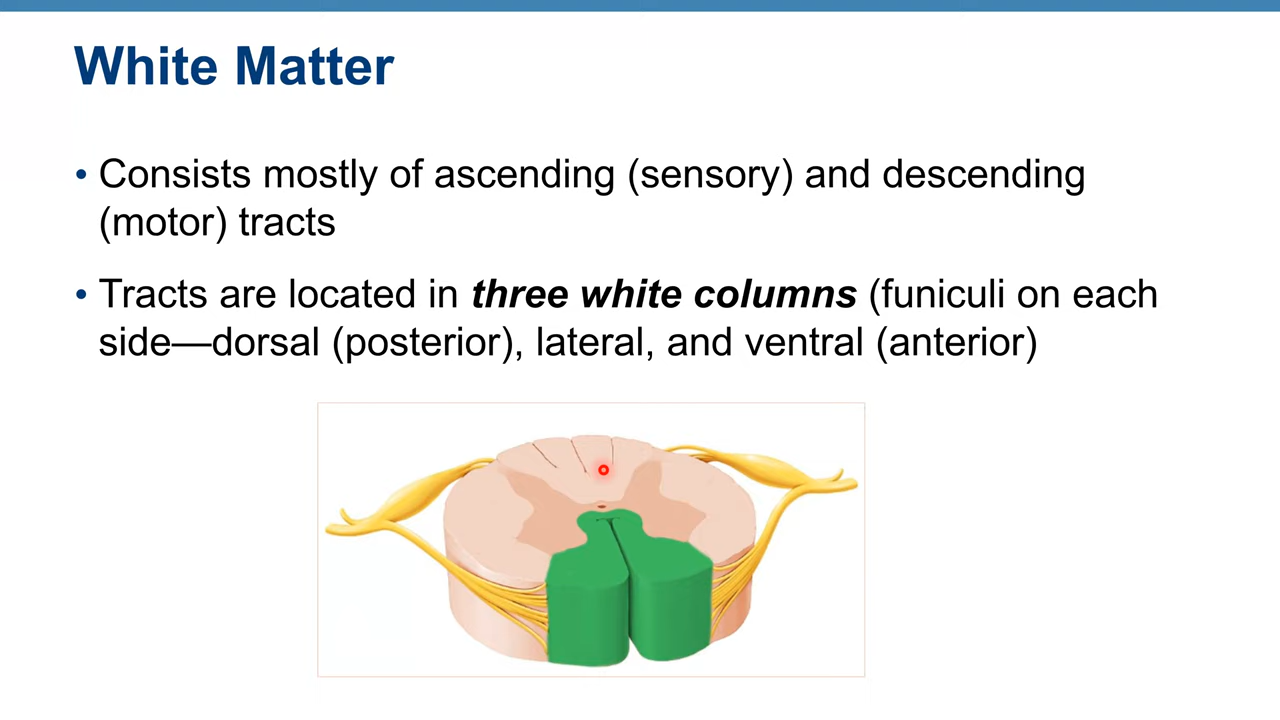 White Matter
• Consists mostly of ascending (sensory) and descending
(motor) tracts
• Tracts are located in three white columns (funiculi on each
side—dorsal (posterior), lateral, and ventral (anterior)